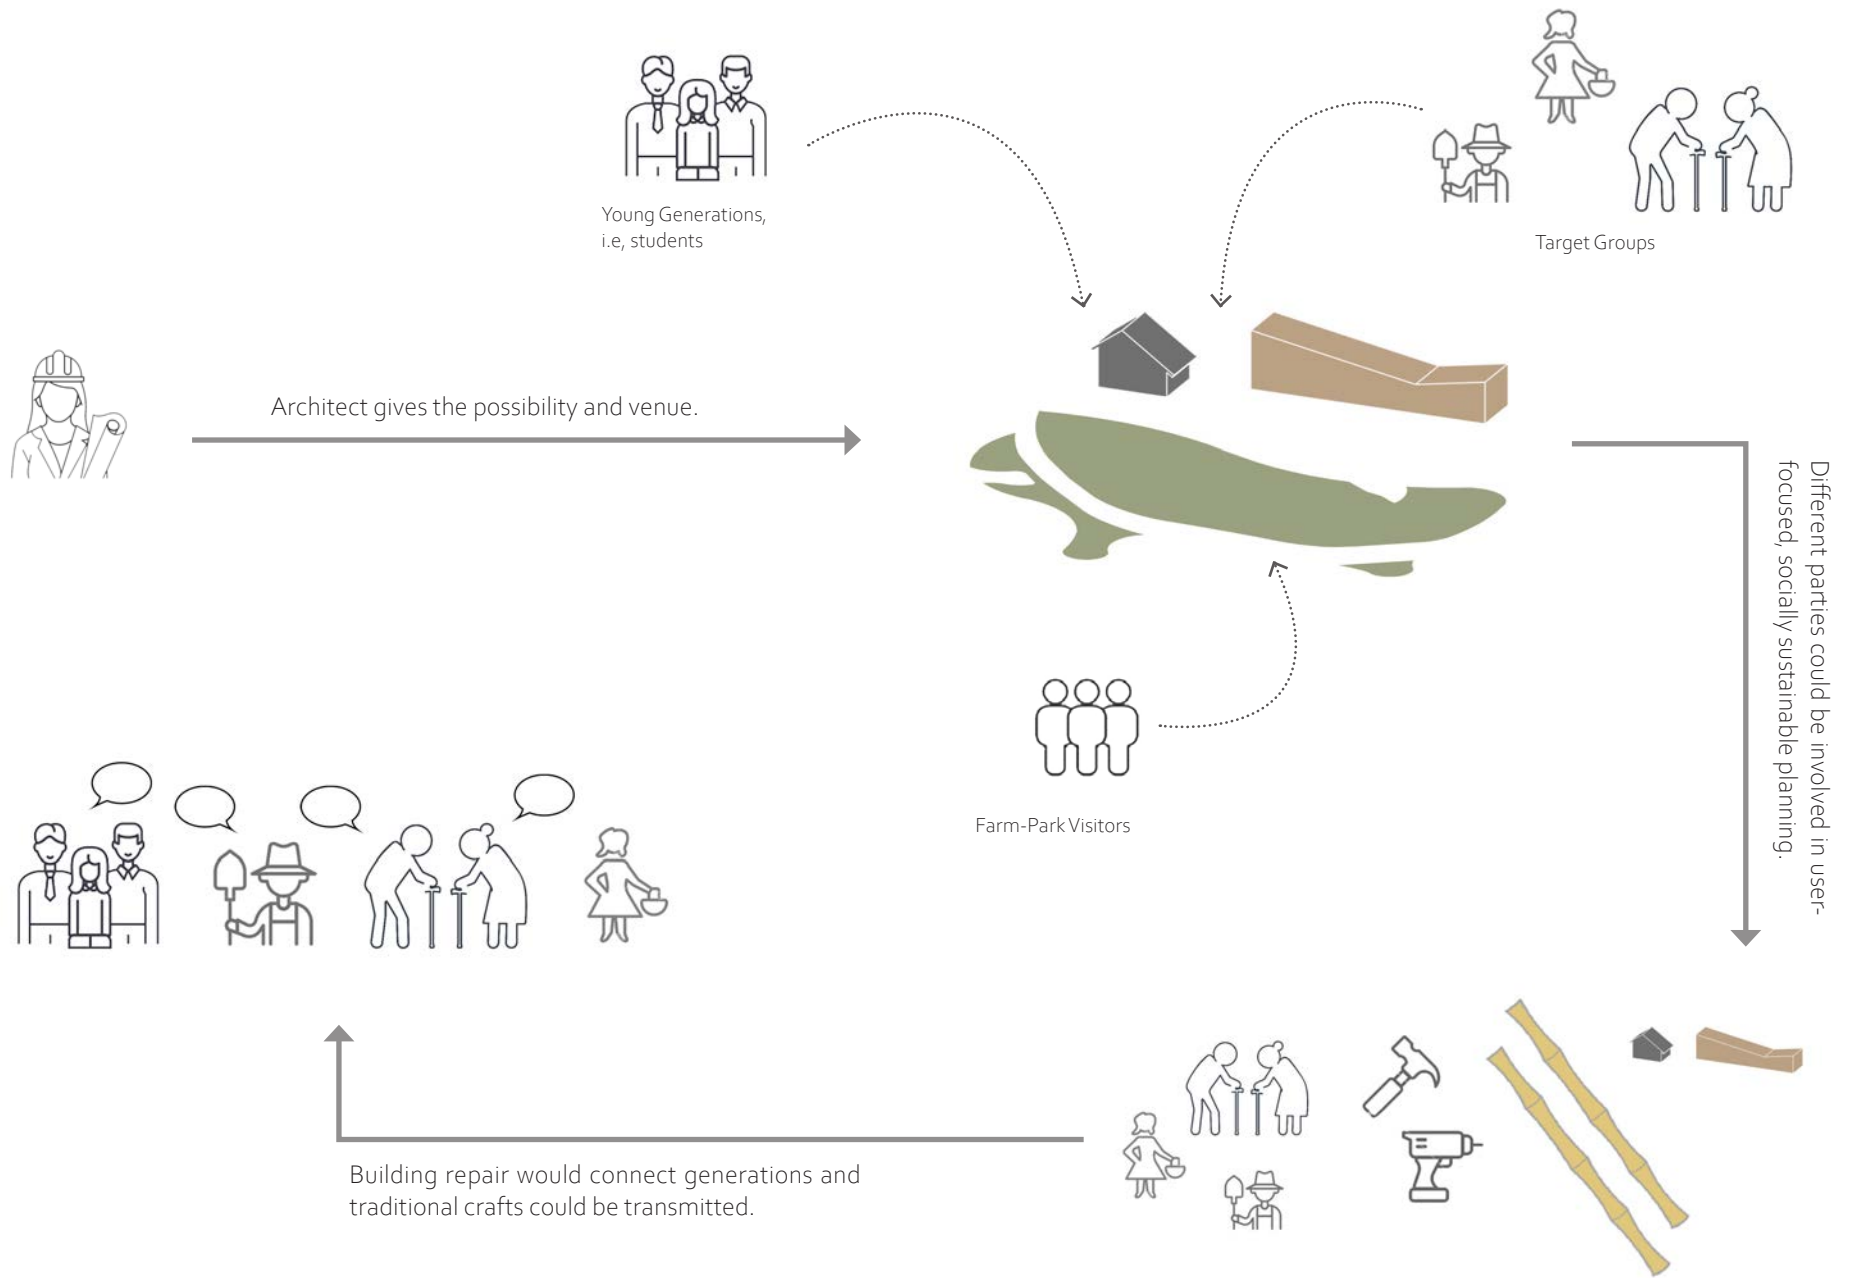 Young Generations,
i.e, students
Target Groups
Architect gives the possibility and venue.
Different parties could be involved in user-
focused, socially sustainable planning.
Farm-Park Visitors
Building repair would connect generations and
traditional crafts could be transmitted.